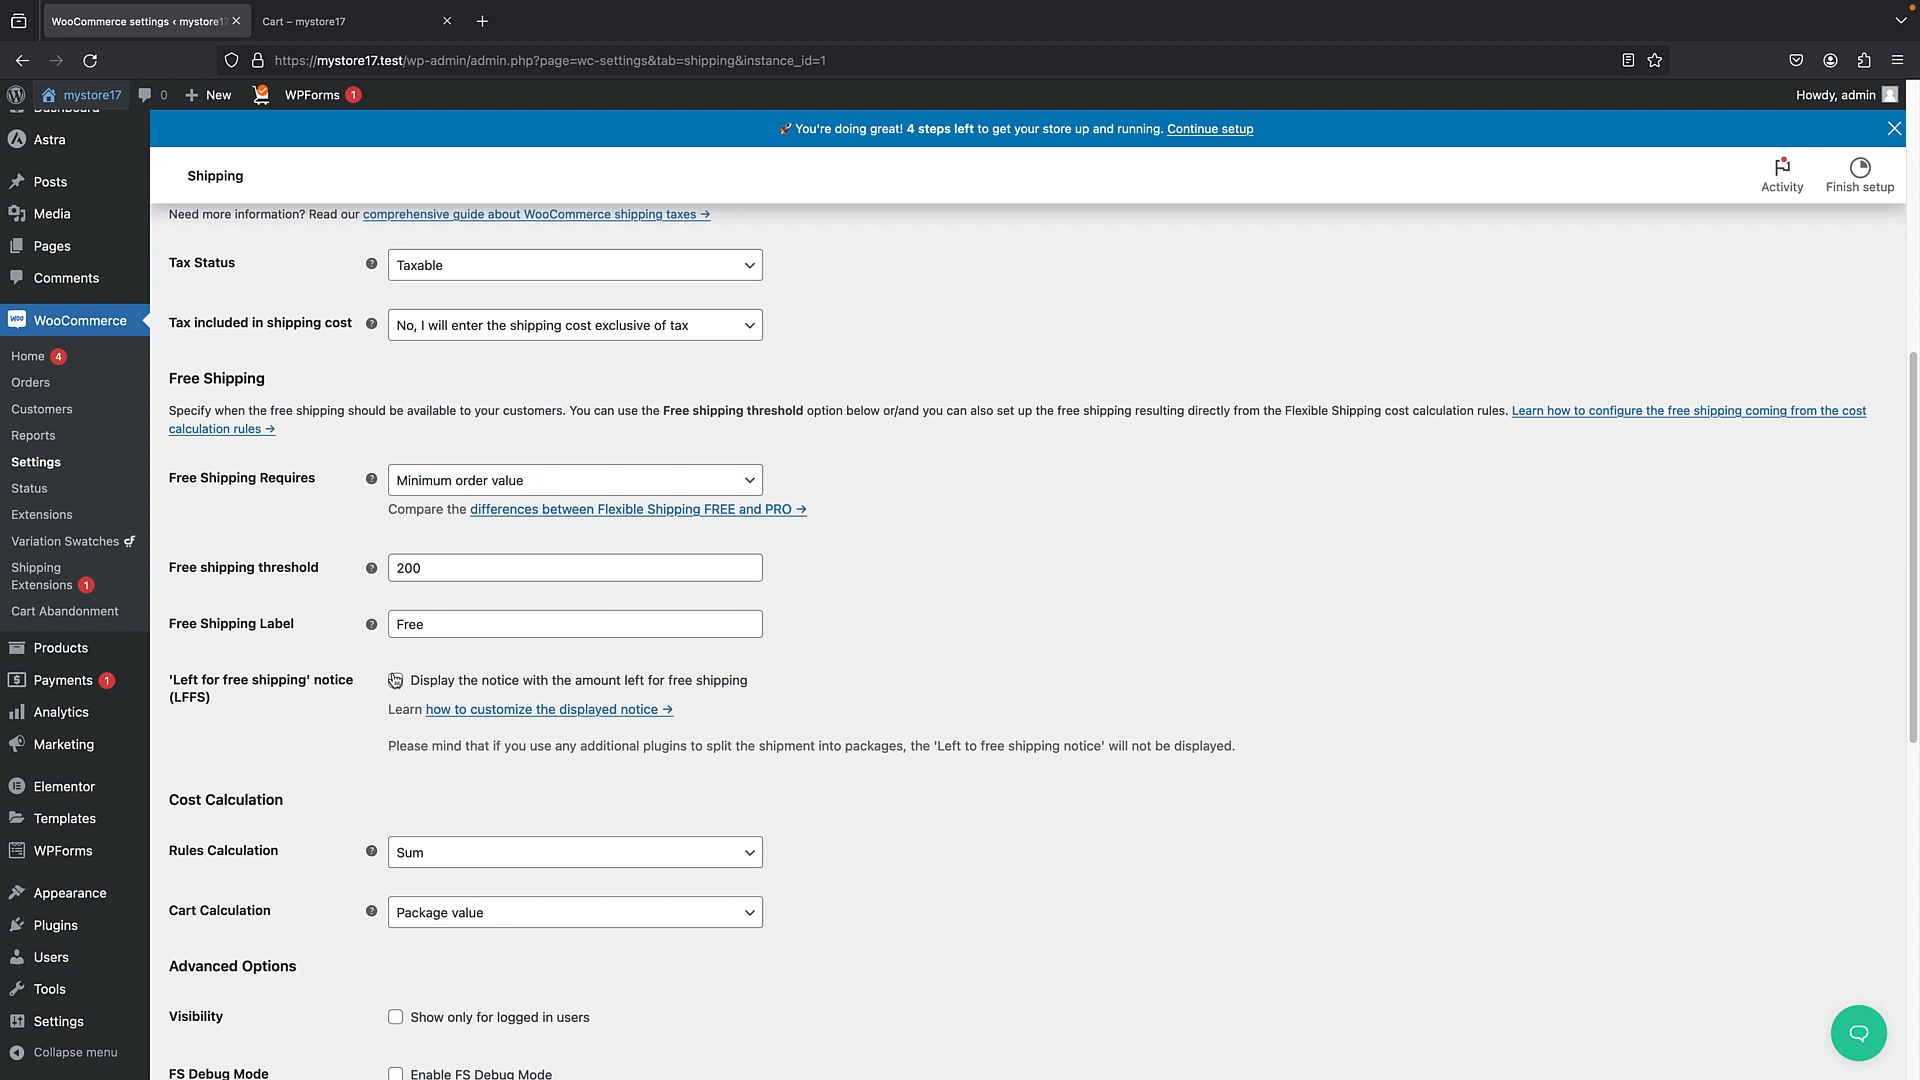 WooCommerce settings ‹ mystore17
Cart – mystore17
https://mystore17.test/wp-admin/admin.php?page=wc-settings&tab=shipping&instance_id=1
mystore17
0
New
WPForms 1
Howdy, admin
🚀 You're doing great! 4 steps left to get your store up and running. Continue setup
Shipping
Activity
Finish setup
Dashboard
Astra
Posts
Media
Pages
Comments
WooCommerce
Home 4
Orders
Customers
Reports
Settings
Status
Extensions
Variation Swatches
Shipping
Extensions 1
Cart Abandonment
Products
Payments 1
Analytics
Marketing
Elementor
Templates
WPForms
Appearance
Plugins
Users
Tools
Settings
Collapse menu
Need more information? Read our comprehensive guide about WooCommerce shipping taxes →
Tax Status
Taxable
Tax included in shipping cost
No, I will enter the shipping cost exclusive of tax
Free Shipping
Specify when the free shipping should be available to your customers. You can use the Free shipping threshold option below or/and you can also set up the free shipping resulting directly from the Flexible Shipping cost calculation rules. Learn how to configure the free shipping coming from the cost
calculation rules →
Free Shipping Requires
Minimum order value
Compare the differences between Flexible Shipping FREE and PRO →
Free shipping threshold
200
Free Shipping Label
Free
'Left for free shipping' notice
(LFFS)
Display the notice with the amount left for free shipping
Learn how to customize the displayed notice →
Please mind that if you use any additional plugins to split the shipment into packages, the 'Left to free shipping notice' will not be displayed.
Cost Calculation
Rules Calculation
Sum
Cart Calculation
Package value
Advanced Options
Visibility
Show only for logged in users
FS Debug Mode
Enable FS Debug Mode